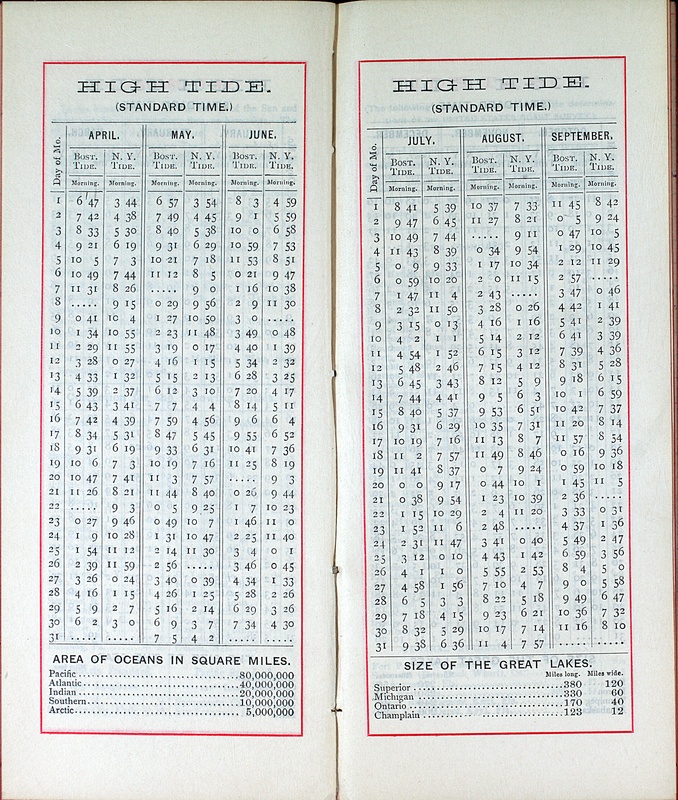 HIGH TIDE.
(STANDARD TIME.)
Day of Mo. APRIL. MAY. JUNE.
BOST. TIDE. N. Y. TIDE. BOST. TIDE. N. Y. TIDE. BOST. TIDE. N. Y. TIDE.
Morning. Morning. Morning. Morning. Morning. Morning.
1 6 47 3 44 6 57 3 54 8 3 4 59
2 7 42 4 38 7 49 4 45 9 1 5 59
3 8 33 5 30 8 40 5 38 10 0 6 58
4 9 21 6 19 9 31 6 29 10 59 7 53
5 10 5 7 3 10 21 7 18 11 53 8 51
6 10 49 7 44 11 12 8 5 0 21 9 47
7 11 31 8 26 ..... 9 0 1 16 10 38
8 ..... 9 15 0 29 9 56 2 9 11 30
9 0 41 10 4 1 27 10 50 3 0 .....
10 1 34 10 55 2 23 11 48 3 49 0 48
11 2 29 11 55 3 19 0 17 4 40 1 39
12 3 28 0 27 4 16 1 15 5 34 2 32
13 4 33 1 32 5 15 2 13 6 28 3 25
14 5 39 2 37 6 12 3 10 7 20 4 17
15 6 43 3 41 7 7 4 4 8 14 5 11
16 7 42 4 39 7 59 4 56 9 6 6 4
17 8 34 5 31 8 47 5 45 9 55 6 52
18 9 31 6 19 9 33 6 31 10 41 7 36
19 10 6 7 3 10 19 7 16 11 25 8 19
20 10 47 7 41 11 3 7 57 ..... 9 3
21 11 26 8 21 11 44 8 40 0 26 9 44
22 ..... 9 3 0 5 9 25 1 7 10 23
23 0 27 9 46 0 49 10 7 1 46 11 0
24 1 9 10 28 1 31 10 47 2 25 11 40
25 1 54 11 12 2 14 11 30 3 4 0 1
26 2 39 11 59 2 56 ..... 3 46 0 45
27 3 26 0 24 3 40 0 39 4 34 1 33
28 4 16 1 15 4 26 1 25 5 28 2 26
29 5 9 2 7 5 16 2 14 6 29 3 26
30 6 2 3 0 6 9 3 7 7 34 4 30
31 ..... ..... 7 5 4 2 ..... .....
AREA OF OCEANS IN SQUARE MILES.
Pacific ..... 80,000,000
Atlantic ..... 40,000,000
Indian ..... 20,000,000
Southern ..... 10,000,000
Arctic ..... 5,000,000
HIGH TIDE.
(STANDARD TIME.)
Day of Mo. JULY. AUGUST. SEPTEMBER.
BOST. TIDE. N. Y. TIDE. BOST. TIDE. N. Y. TIDE. BOST. TIDE. N. Y. TIDE.
Morning. Morning. Morning. Morning. Morning. Morning.
1 8 41 5 39 10 37 7 33 11 45 8 42
2 9 47 6 45 11 27 8 21 0 5 9 24
3 10 49 7 44 ..... 9 11 0 47 10 5
4 11 43 8 39 0 34 9 54 1 29 10 45
5 0 9 9 33 1 17 10 34 2 12 11 29
6 0 59 10 20 2 0 11 15 2 57 .....
7 1 47 11 4 2 43 ..... 3 47 0 46
8 2 32 11 50 3 28 0 26 4 42 1 41
9 3 15 0 13 4 16 1 16 5 41 2 39
10 4 2 1 1 5 14 2 12 6 41 3 39
11 4 54 1 52 6 15 3 12 7 39 4 36
12 5 48 2 46 7 15 4 12 8 31 5 28
13 6 45 3 43 8 12 5 9 9 18 6 15
14 7 44 4 41 9 5 6 3 10 1 6 59
15 8 40 5 37 9 53 6 51 10 42 7 37
16 9 31 6 29 10 35 7 31 11 20 8 14
17 10 19 7 16 11 13 8 7 11 57 8 54
18 11 2 7 57 11 49 8 46 0 16 9 36
19 11 41 8 37 0 7 9 24 0 59 10 18
20 0 0 9 17 0 44 10 1 1 45 11 5
21 0 38 9 54 1 23 10 39 2 36 .....
22 1 15 10 29 2 4 11 20 3 33 0 31
23 1 52 11 6 2 48 ..... 4 37 1 36
24 2 31 11 47 3 41 0 40 5 49 2 47
25 3 12 0 10 4 43 1 42 6 59 3 56
26 4 1 1 0 5 55 2 53 8 4 5 0
27 4 58 1 56 7 10 4 7 9 0 5 58
28 6 5 3 3 8 22 5 18 9 49 6 47
29 7 18 4 15 9 23 6 21 10 36 7 32
30 8 32 5 29 10 17 7 14 11 16 8 10
31 9 38 6 36 11 4 7 57 ..... .....
SIZE OF THE GREAT LAKES.
Miles long. Miles wide.
Superior ..... 380 120
Michigan ..... 330 60
Ontario ..... 170 40
Champlain ..... 123 12